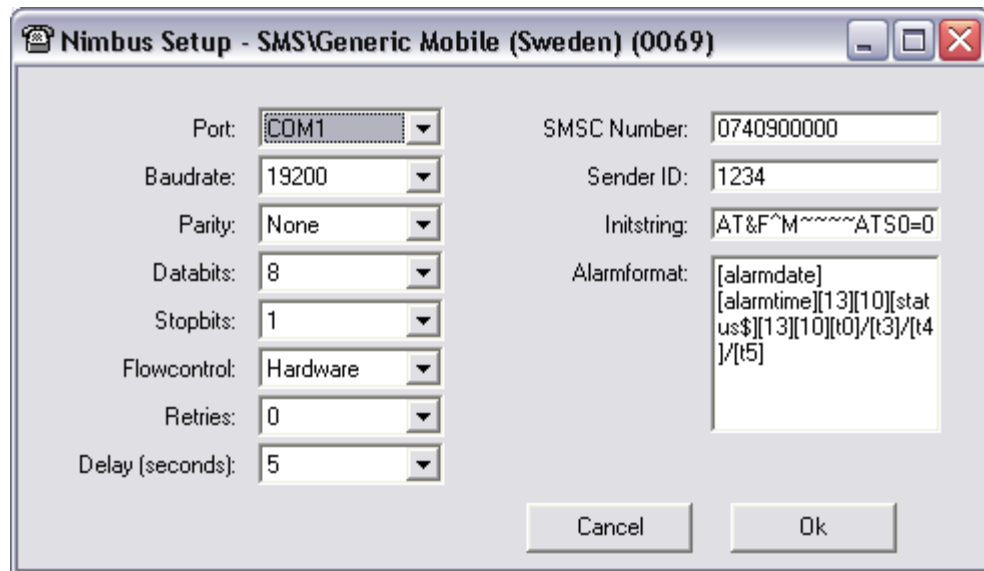 Nimbus Setup - SMS\Generic Mobile (Sweden) (0069)
Port: COM1
Baudrate: 19200
Parity: None
Databits: 8
Stopbits: 1
Flowcontrol: Hardware
Retries: 0
Delay (seconds): 5
SMSC Number: 0740900000
Sender ID: 1234
Initstring: AT&F^M~~~~ATS0=0
Alarmformat: [alarmdate]
[alarmtime][13][10][stat
us$][13][10][t0]/[t3]/[t4
]/[t5]
Cancel
Ok